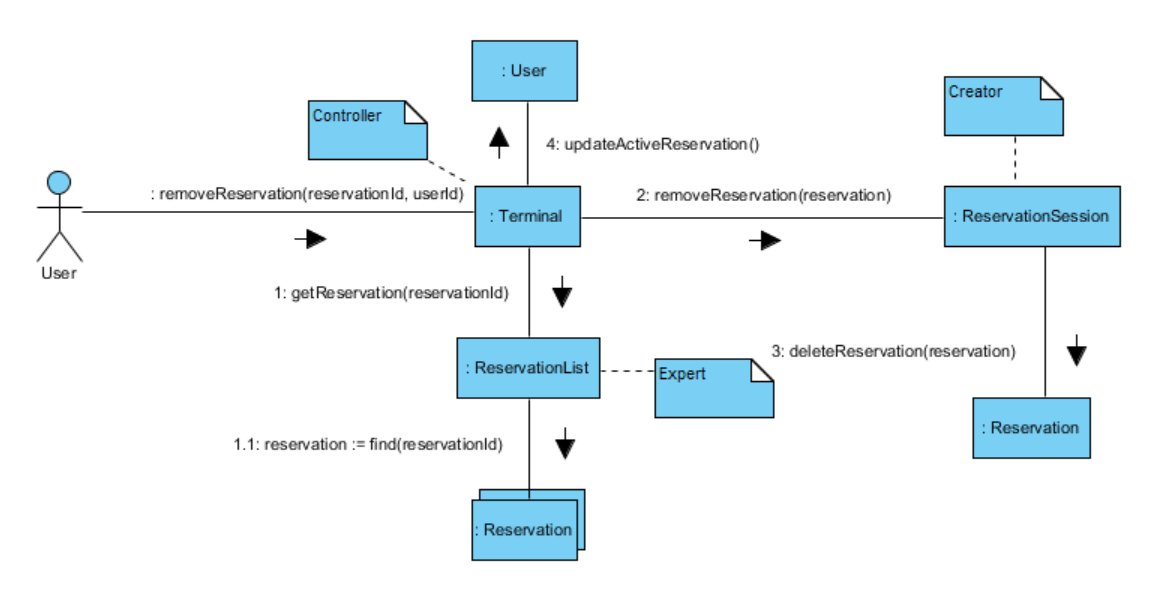 : User
Creator
Controller
4: updateActiveReservation()
: removeReservation(reservationId, userId)
2: removeReservation(reservation)
: Terminal
: ReservationSession
User
1: getReservation(reservationId)
3: deleteReservation(reservation)
: ReservationList
Expert
: Reservation
1.1: reservation := find(reservationId)
: Reservation